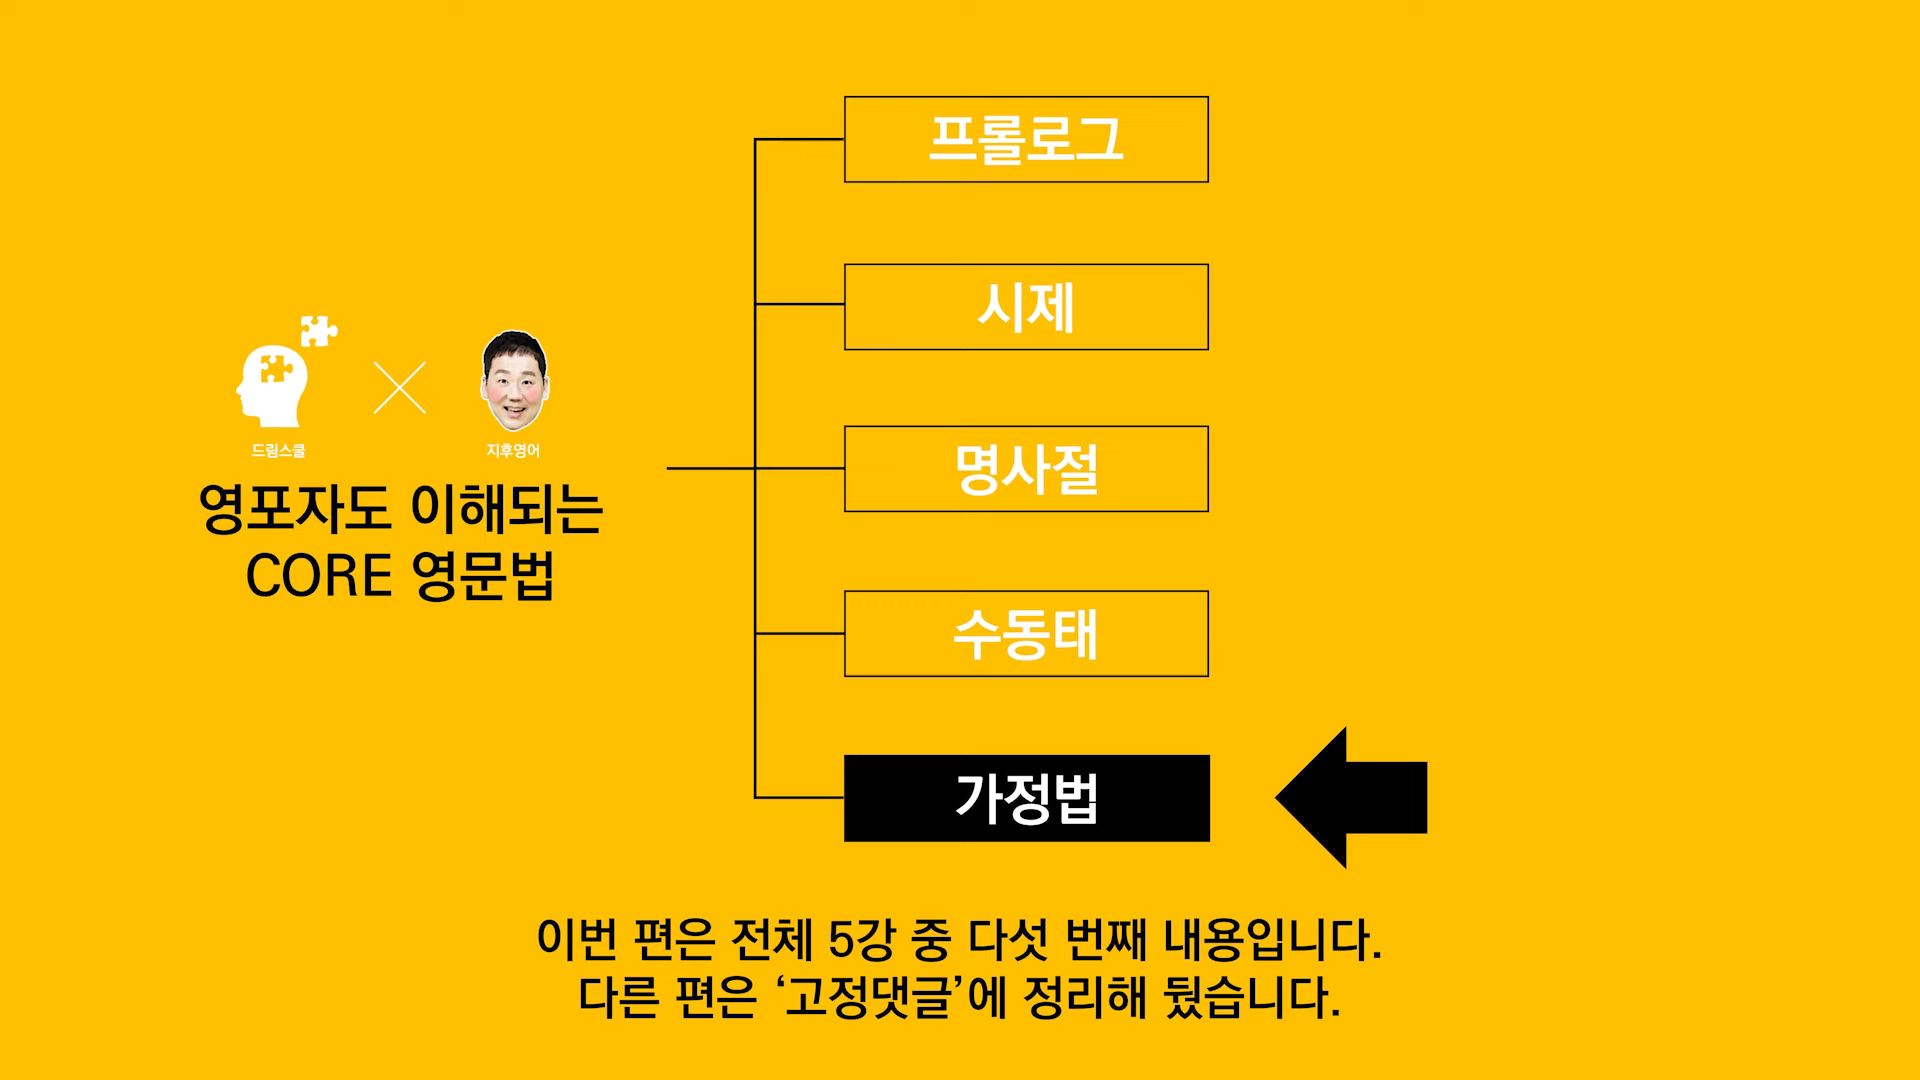 드림스쿨
지후영어
영포자도 이해되는
CORE 영문법
프롤로그
시제
명사절
수동태
가정법
이번 편은 전체 5강 중 다섯 번째 내용입니다.
다른 편은 ‘고정댓글’에 정리해 뒀습니다.